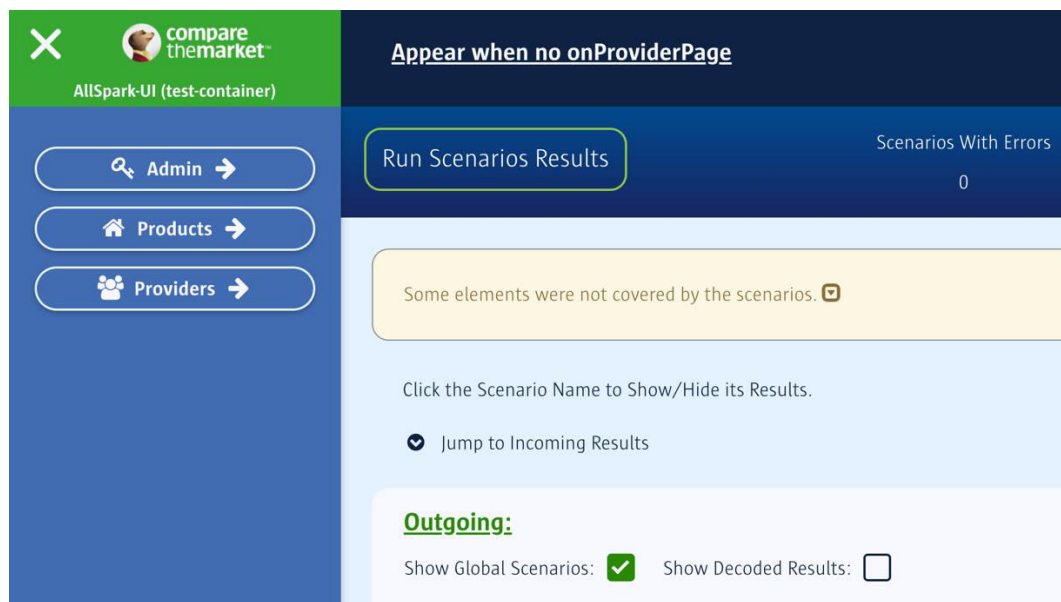 compare
themarket™
AllSpark-UI (test-container)
Admin
Products
Providers
Appear when no onProviderPage
Run Scenarios Results
Scenarios With Errors
0
Some elements were not covered by the scenarios.
Click the Scenario Name to Show/Hide its Results.
Jump to Incoming Results
Outgoing:
Show Global Scenarios: Show Decoded Results: